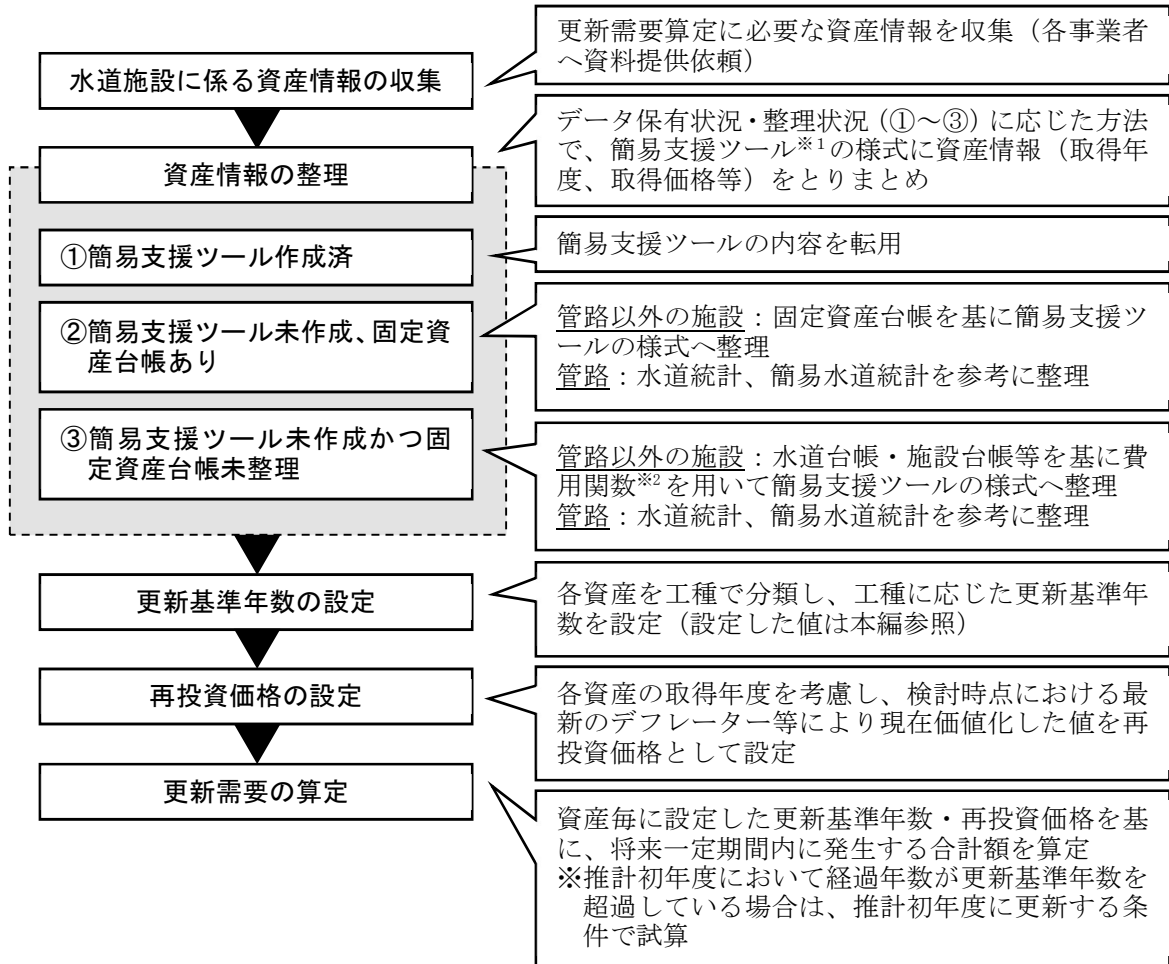 水道施設に係る資産情報の収集
更新需要算定に必要な資産情報を収集（各事業者
へ資料提供依頼）
資産情報の整理
データ保有状況・整理状況（①～③）に応じた方法
で、簡易支援ツール※1の様式に資産情報（取得年
度、取得価格等）をとりまとめ
①簡易支援ツール作成済
簡易支援ツールの内容を転用
②簡易支援ツール未作成、固定資
産台帳あり
管路以外の施設：固定資産台帳を基に簡易支援ツ
ールの様式へ整理
管路：水道統計、簡易水道統計を参考に整理
③簡易支援ツール未作成かつ固
定資産台帳未整理
管路以外の施設：水道台帳・施設台帳等を基に費
用関数※2を用いて簡易支援ツールの様式へ整理
管路：水道統計、簡易水道統計を参考に整理
更新基準年数の設定
各資産を工種で分類し、工種に応じた更新基準年
数を設定（設定した値は本編参照）
再投資価格の設定
各資産の取得年度を考慮し、検討時点における最
新のデフレーター等により現在価値化した値を再
投資価格として設定
更新需要の算定
資産毎に設定した更新基準年数・再投資価格を基
に、将来一定期間内に発生する合計額を算定
※推計初年度において経過年数が更新基準年数を
超過している場合は、推計初年度に更新する条
件で試算